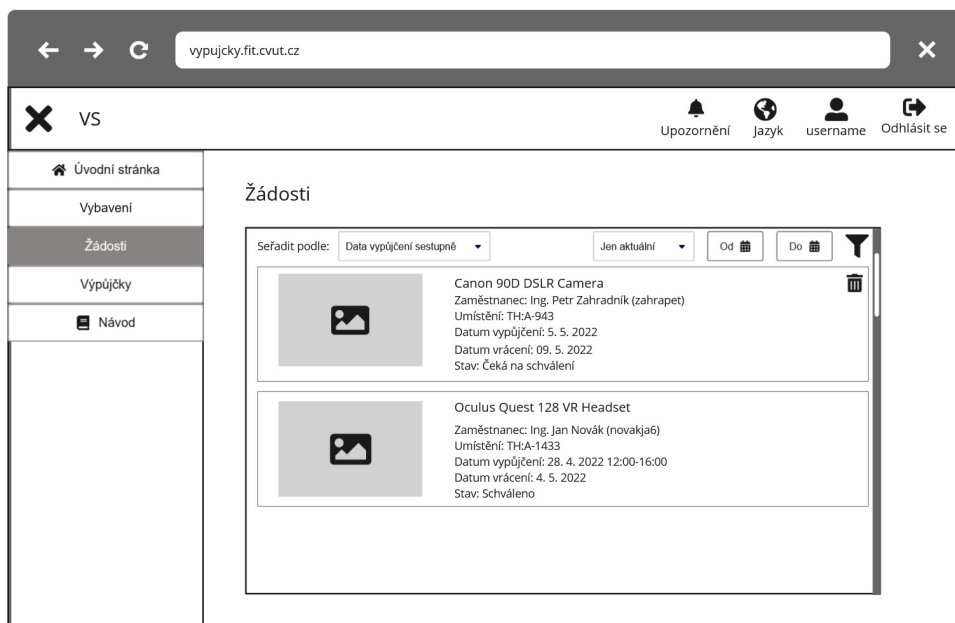 vypujcky.fit.cvut.cz
VS
Upozornění
Jazyk
username
Odhlásit se
Úvodní stránka
Vybavení
Žádosti
Výpůjčky
Návod
Žádosti
Seřadit podle:
Data vypůjčení sestupně
Jen aktuální
Od
Do
Canon 90D DSLR Camera
Zaměstnanec: Ing. Petr Zahradník (zahrapet)
Umístění: TH:A-943
Datum vypůjčení: 5. 5. 2022
Datum vrácení: 09. 5. 2022
Stav: Čeká na schválení
Oculus Quest 128 VR Headset
Zaměstnanec: Ing. Jan Novák (novakja6)
Umístění: TH:A-1433
Datum vypůjčení: 28. 4. 2022 12:00-16:00
Datum vrácení: 4. 5. 2022
Stav: Schváleno